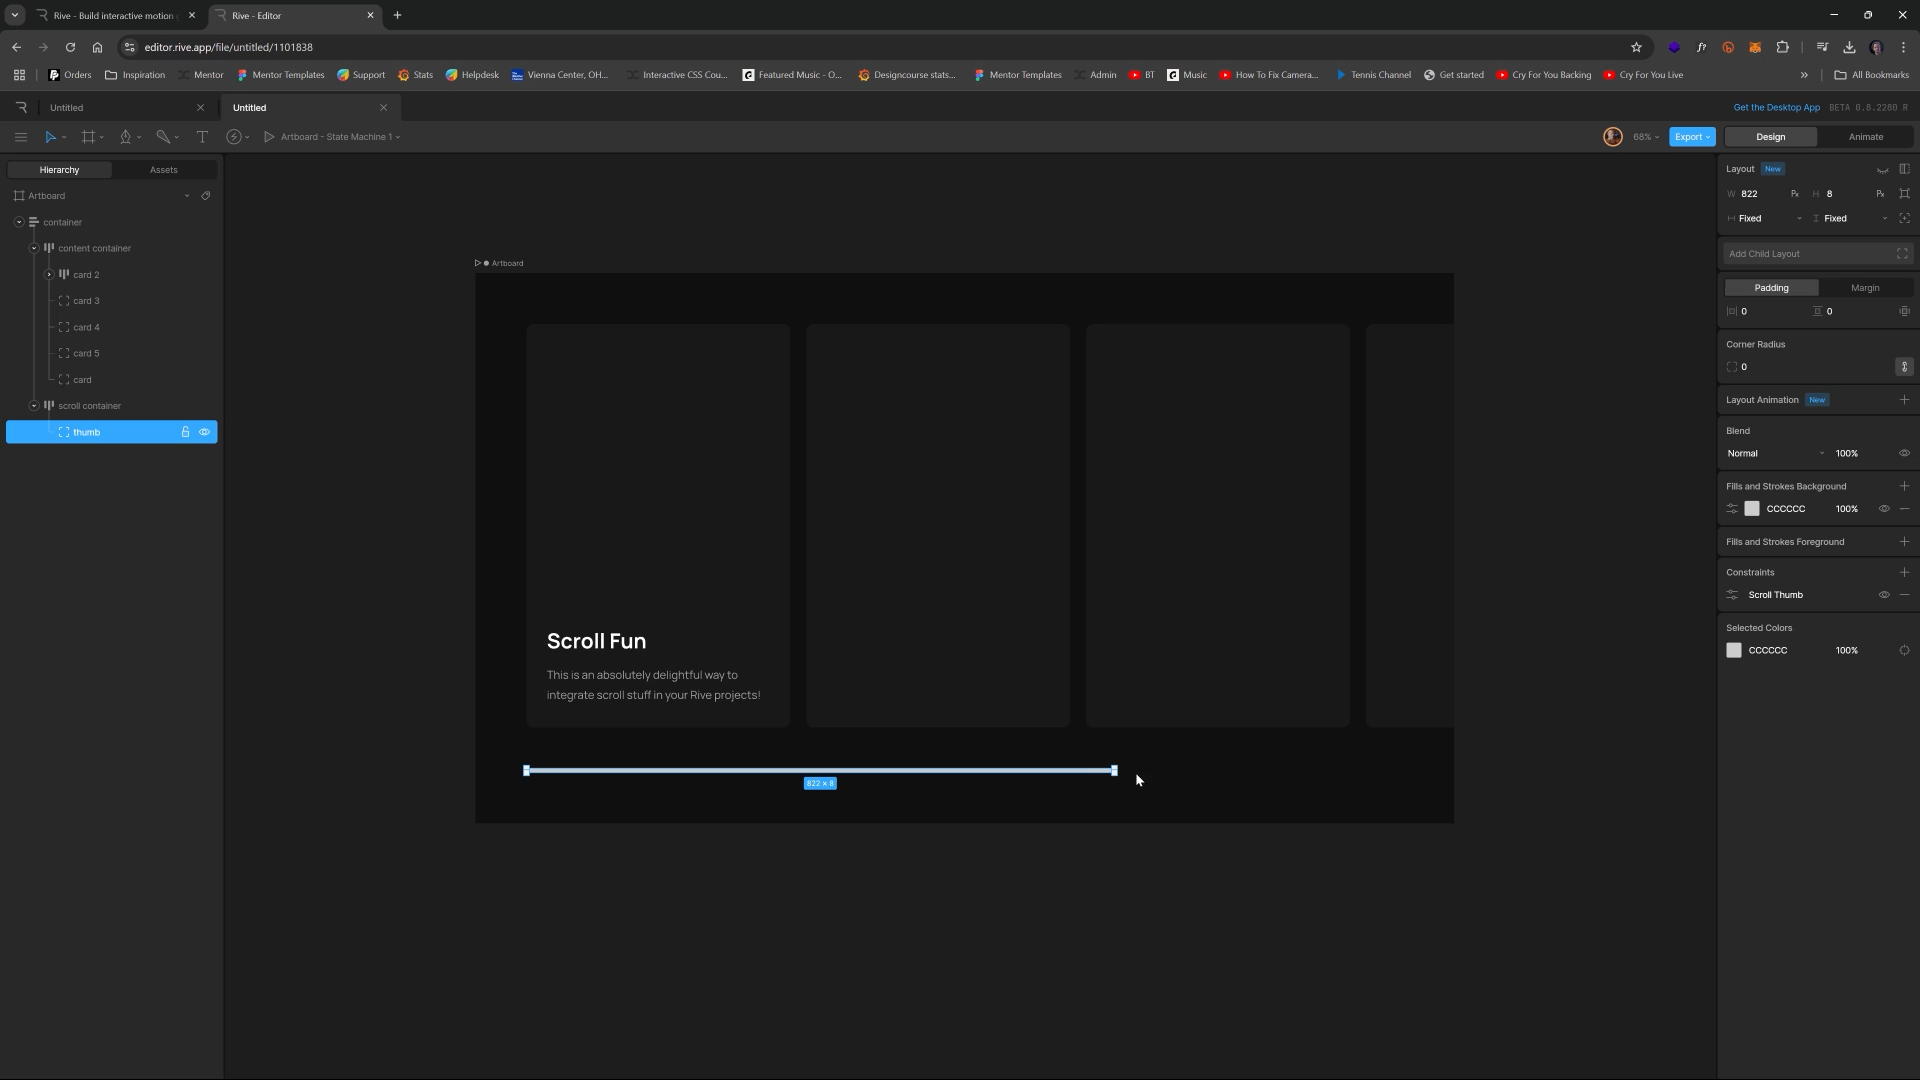 Rive - Build interactive motion
Rive - Editor
editor.rive.app/file/untitled/1101838
Orders
Inspiration
Mentor
Mentor Templates
Support
Stats
Helpdesk
Vienna Center, OH...
Interactive CSS Cou...
Featured Music - O...
Designcourse stats...
Mentor Templates
Admin
BT
Music
How To Fix Camera...
Tennis Channel
Get started
Cry For You Backing
Cry For You Live
All Bookmarks
Untitled
Untitled
Get the Desktop App
BETA 0.8.2280 R
Artboard - State Machine 1
68%
Export
Design
Animate
Hierarchy
Assets
Artboard
container
content container
card 2
card 3
card 4
card 5
card
scroll container
thumb
Artboard
Scroll Fun
This is an absolutely delightful way to
integrate scroll stuff in your Rive projects!
822 × 8
Layout New
W 822 Px H 8 Px
Fixed Fixed
Add Child Layout
Padding Margin
0 0
Corner Radius
0
Layout Animation New
Blend
Normal 100%
Fills and Strokes Background
CCCCCC 100%
Fills and Strokes Foreground
Constraints
Scroll Thumb
Selected Colors
CCCCCC 100%